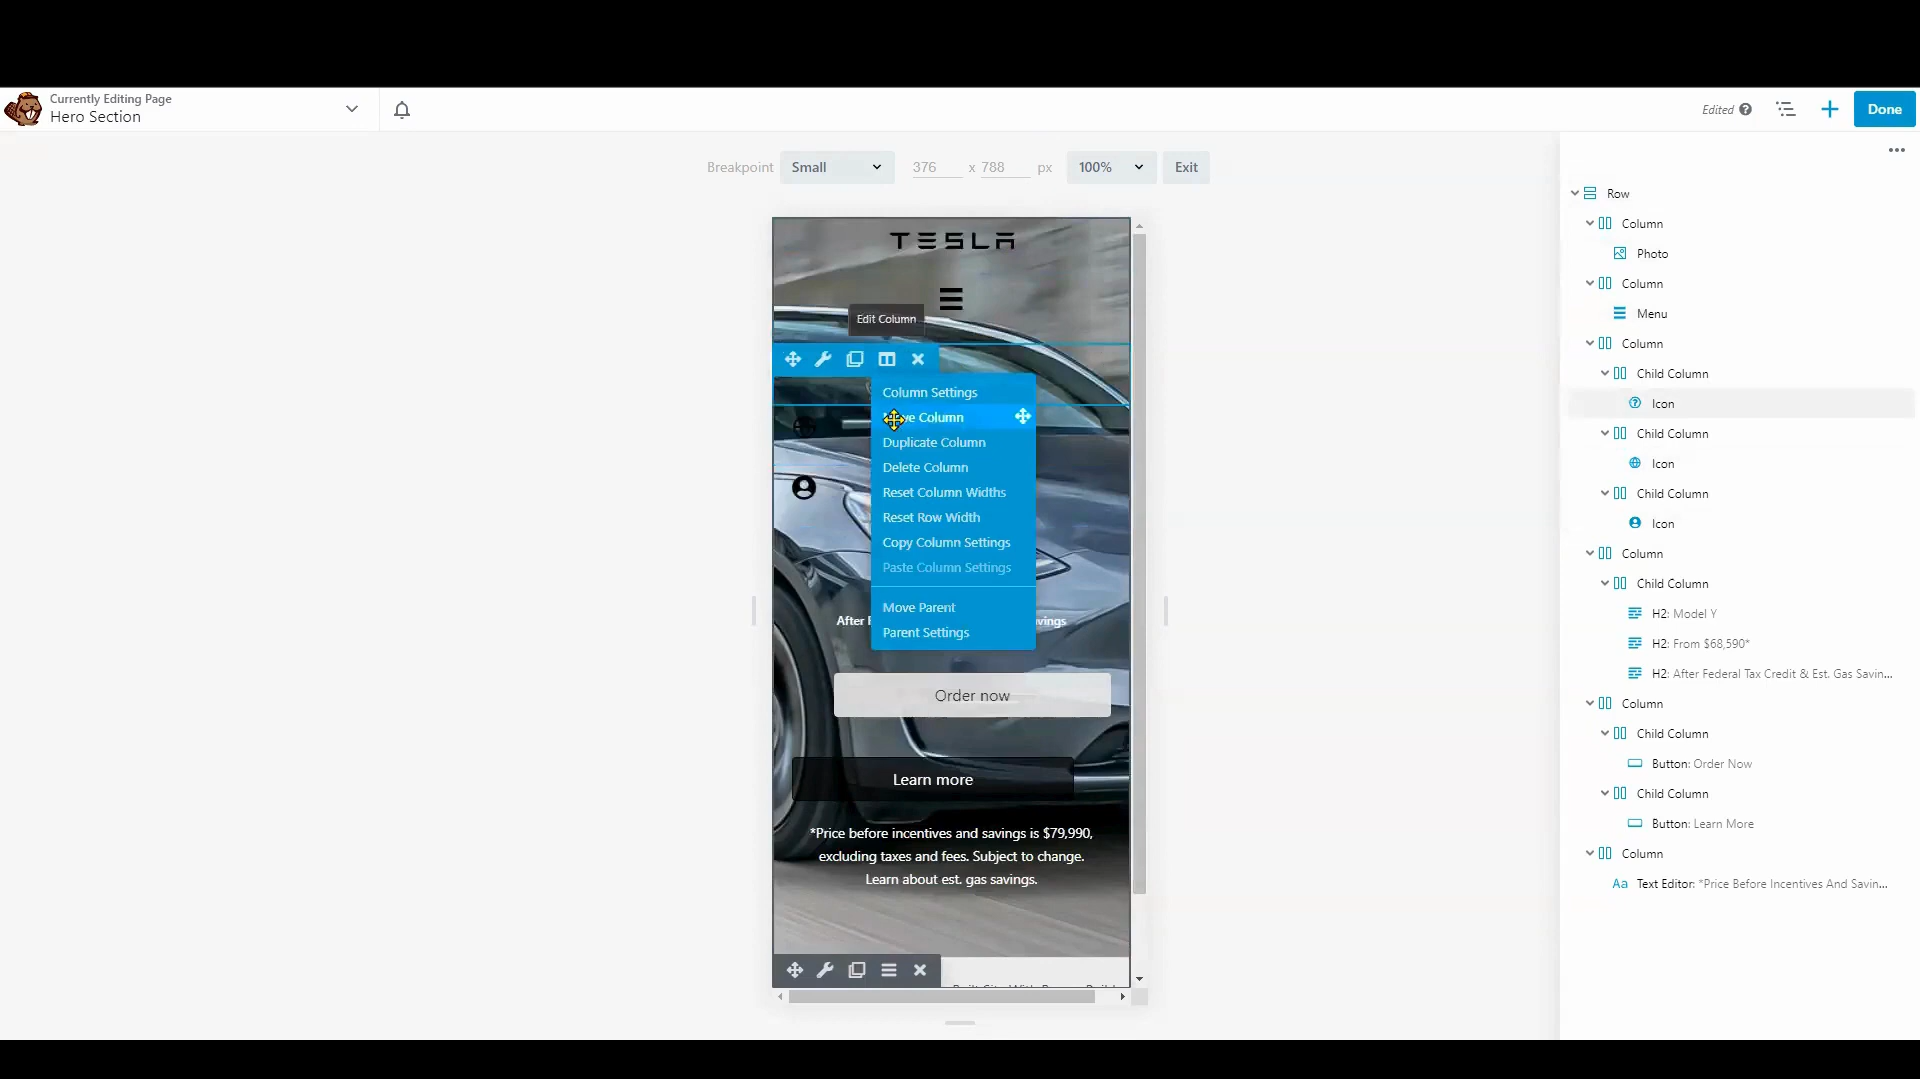 Currently Editing Page
Hero Section
Edited
Done
Breakpoint Small 376 x 788 px 100% Exit
TESLA
Edit Column
Column Settings
Column
Duplicate Column
Delete Column
Reset Column Widths
Reset Row Width
Copy Column Settings
Paste Column Settings
Move Parent
Parent Settings
After
Order now
Learn more
*Price before incentives and savings is $79,990,
excluding taxes and fees. Subject to change.
Learn about est. gas savings.
Row
Column
Photo
Column
Menu
Column
Child Column
Icon
Child Column
Icon
Child Column
Icon
Column
Child Column
H2: Model Y
H2: From $68,590*
H2: After Federal Tax Credit & Est. Gas Savin...
Column
Child Column
Button: Order Now
Child Column
Button: Learn More
Column
Aa Text Editor: *Price Before Incentives And Savin...